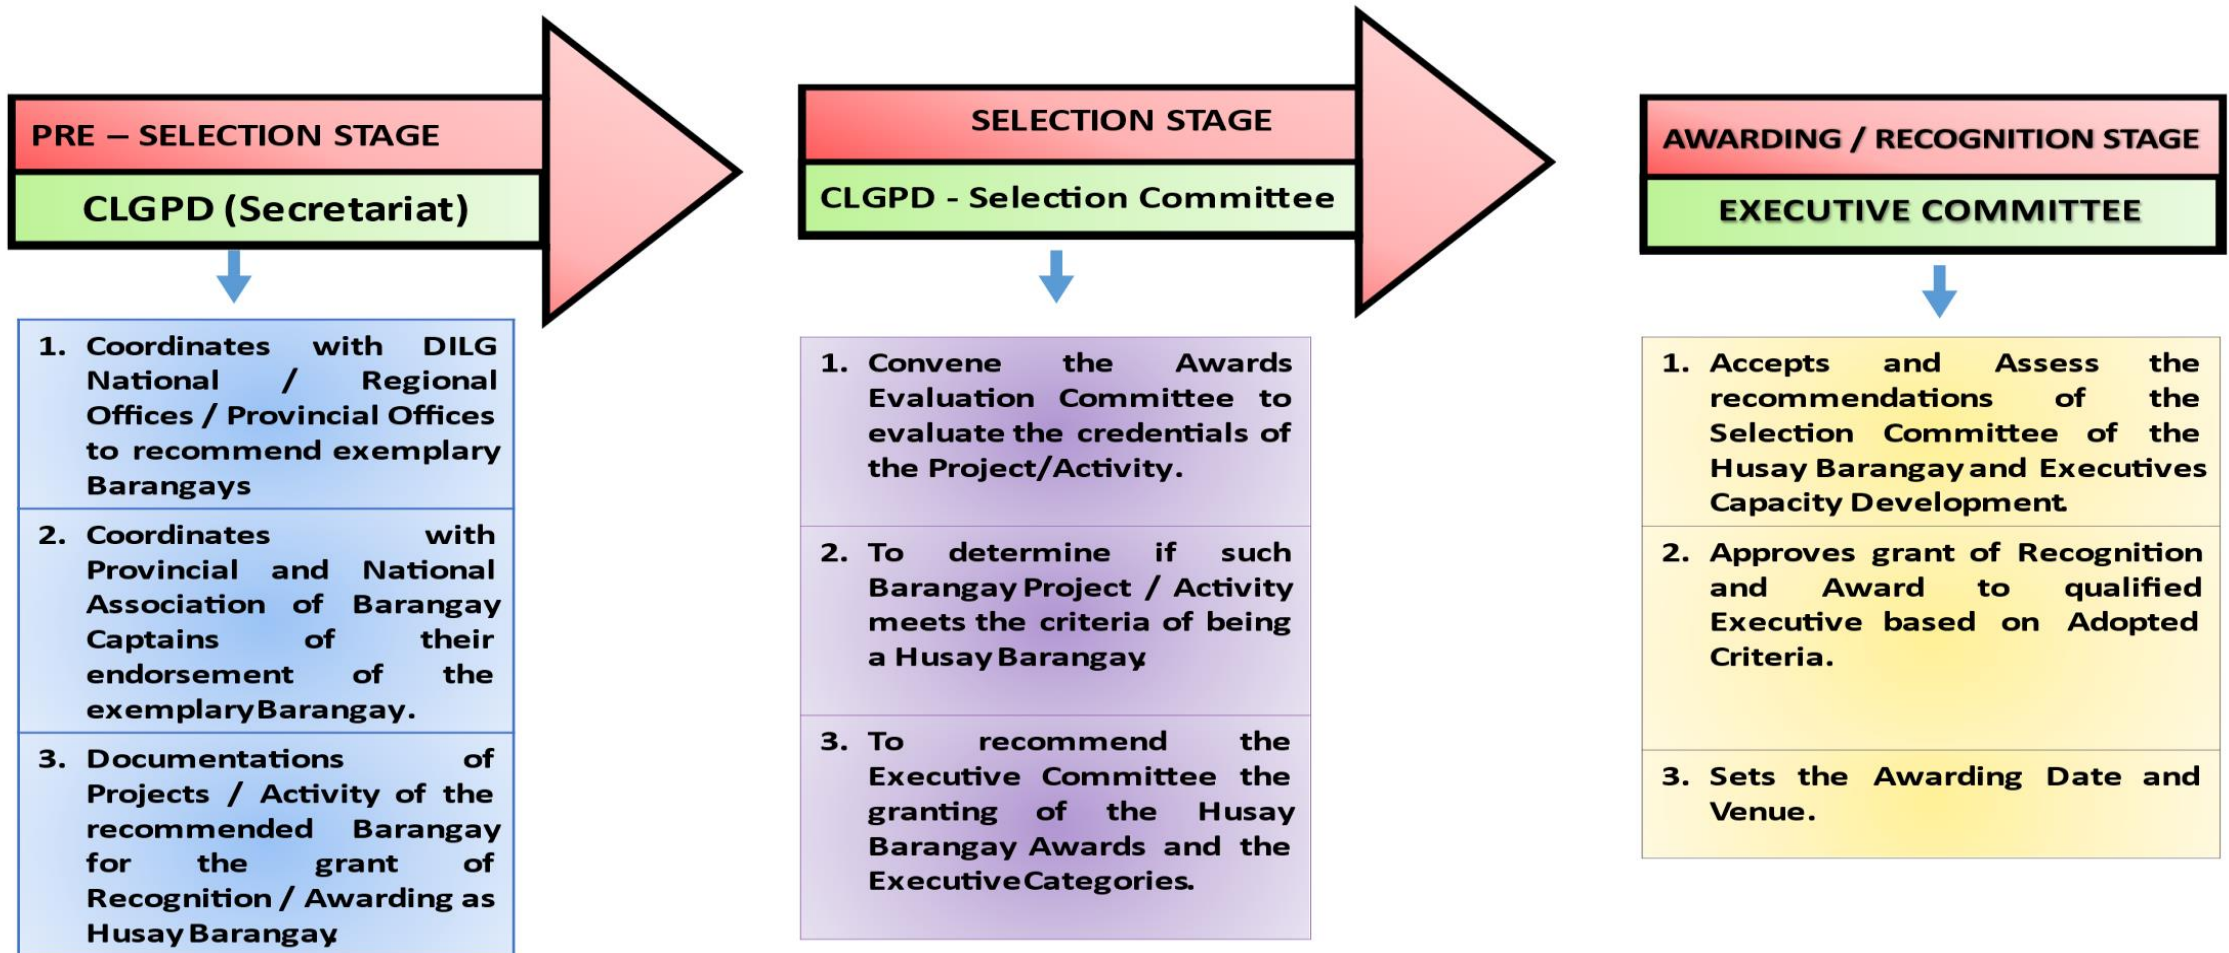 PRE – SELECTION STAGE
CLGPD (Secretariat)
1. Coordinates with DILG
National / Regional
Offices / Provincial Offices
to recommend exemplary
Barangays
2. Coordinates with
Provincial and National
Association of Barangay
Captains of their
endorsement of the
exemplary Barangay.
3. Documentations of
Projects / Activity of the
recommended Barangay
for the grant of
Recognition / Awarding as
Husay Barangay.
SELECTION STAGE
CLGPD - Selection Committee
1. Convene the Awards
Evaluation Committee to
evaluate the credentials of
the Project/Activity.
2. To determine if such
Barangay Project / Activity
meets the criteria of being
a Husay Barangay.
3. To recommend the
Executive Committee the
granting of the Husay
Barangay Awards and the
Executive Categories.
AWARDING / RECOGNITION STAGE
EXECUTIVE COMMITTEE
1. Accepts and Assess the
recommendations of the
Selection Committee of the
Husay Barangay and Executives
Capacity Development.
2. Approves grant of Recognition
and Award to qualified
Executive based on Adopted
Criteria.
3. Sets the Awarding Date and
Venue.